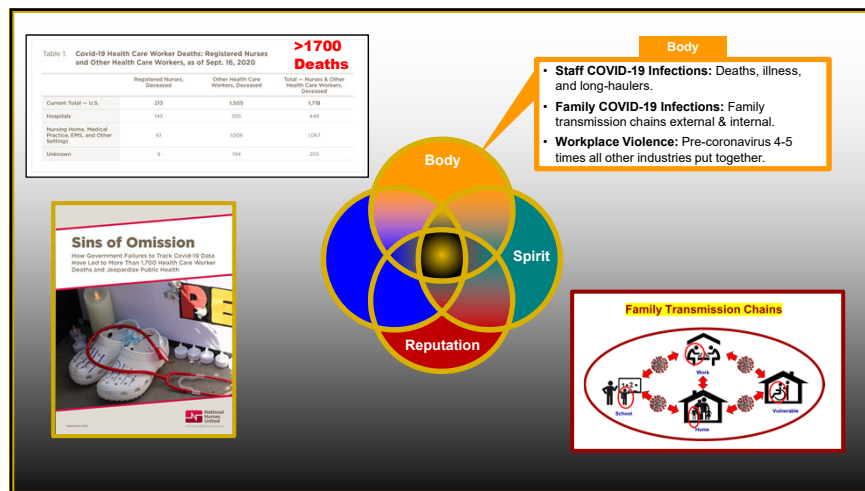 Table 1. Covid-19 Health Care Worker Deaths: Registered Nurses
and Other Health Care Workers, as of Sept. 16, 2020
>1700
Deaths
Registered Nurses,
Deceased
Other Health Care
Workers, Deceased
Total — Nurses & Other
Health Care Workers,
Deceased
Current Total — U.S. 213 1,505 1,718
Hospitals 143 305 448
Nursing Home, Medical
Practice, EMS, and Other
Settings
61 1,006 1,067
Unknown 9 194 203
Body
• Staff COVID-19 Infections: Deaths, illness,
and long-haulers.
• Family COVID-19 Infections: Family
transmission chains external & internal.
• Workplace Violence: Pre-coronavirus 4-5
times all other industries put together.
Body
Spirit
Reputation
Sins of Omission
How Government Failures to Track Covid-19 Data
Have Led to More Than 1,700 Health Care Worker
Deaths and Jeopardize Public Health
National
Nurses
United
Family Transmission Chains
Work
School
Vulnerable
Home